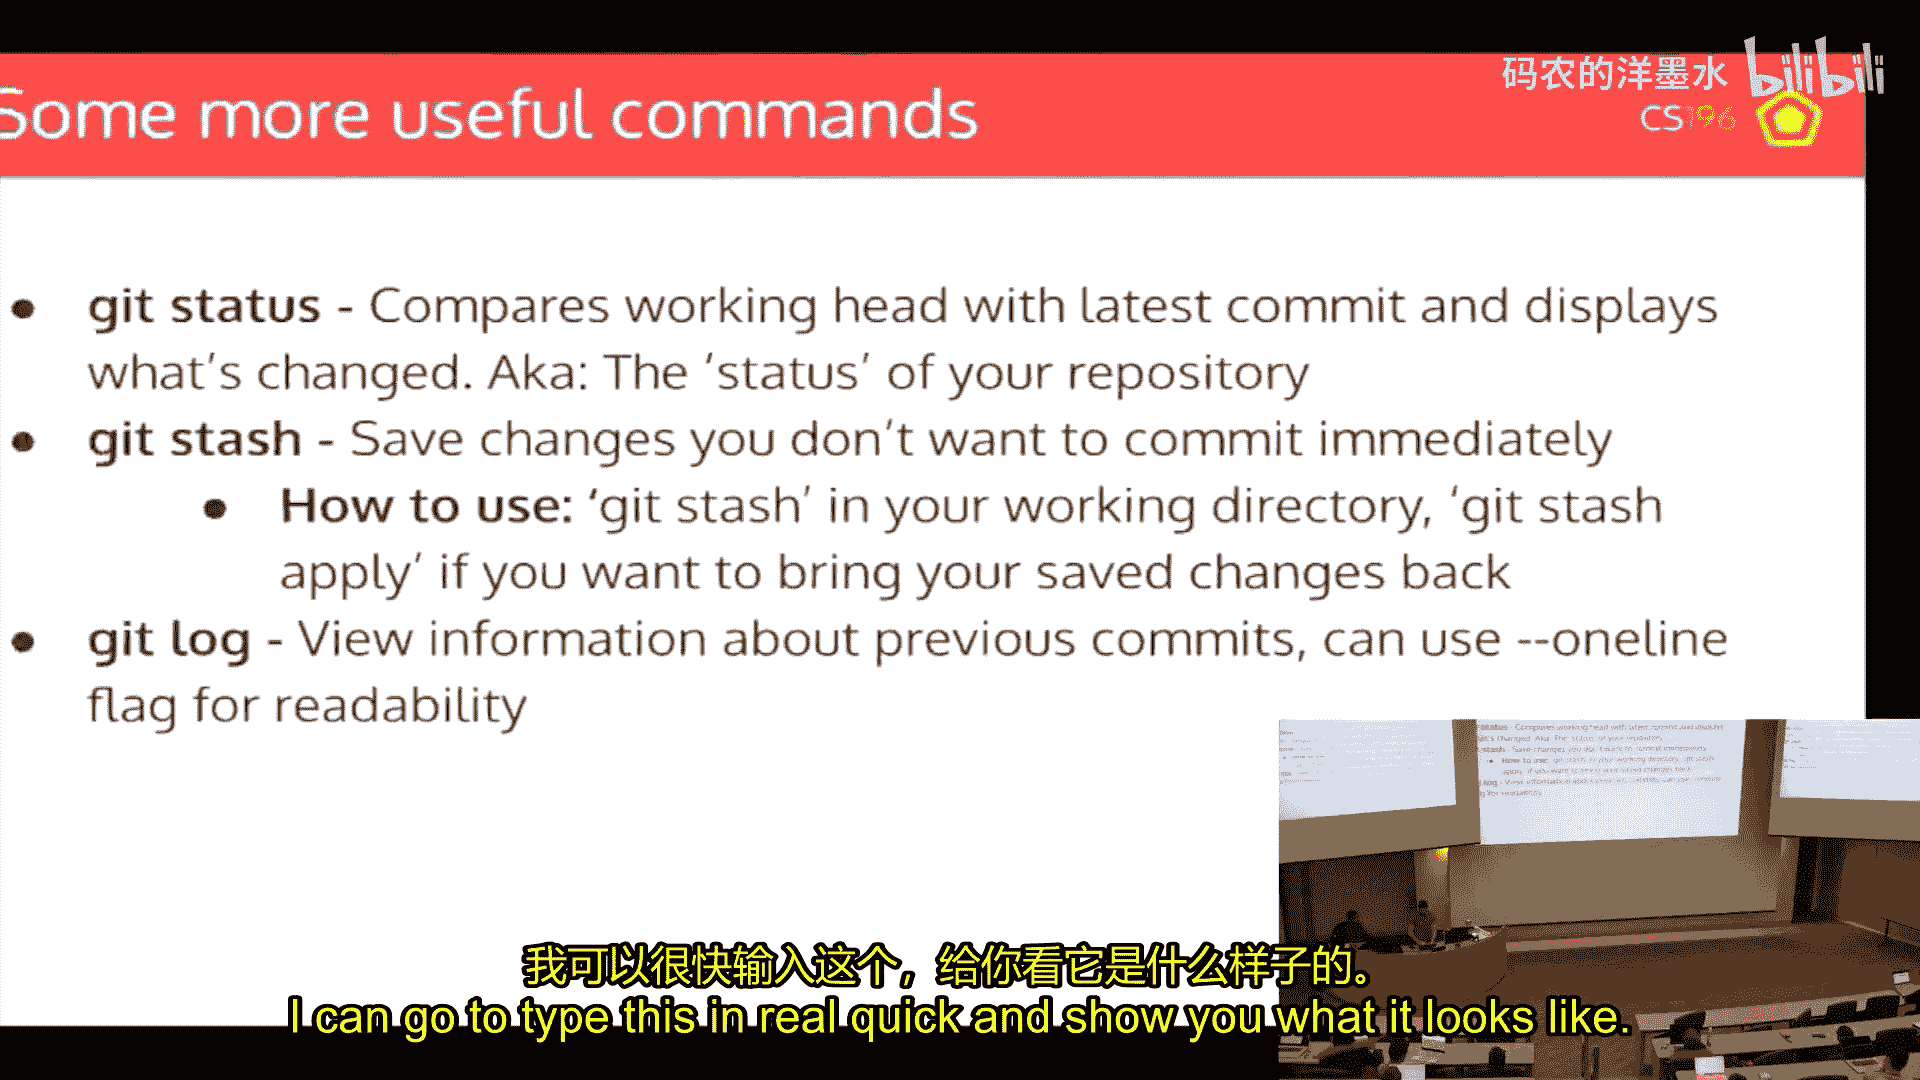 码农的洋墨水 bilibili
Some more useful commands
CS196
• git status - Compares working head with latest commit and displays
what's changed. Aka: The ‘status’ of your repository
• git stash - Save changes you don't want to commit immediately
• How to use: ‘git stash’ in your working directory, ‘git stash
apply’ if you want to bring your saved changes back
• git log - View information about previous commits, can use --oneline
flag for readability
我可以很快输入这个，给你看它是什么样子的。
I can go to type this in real quick and show you what it looks like.